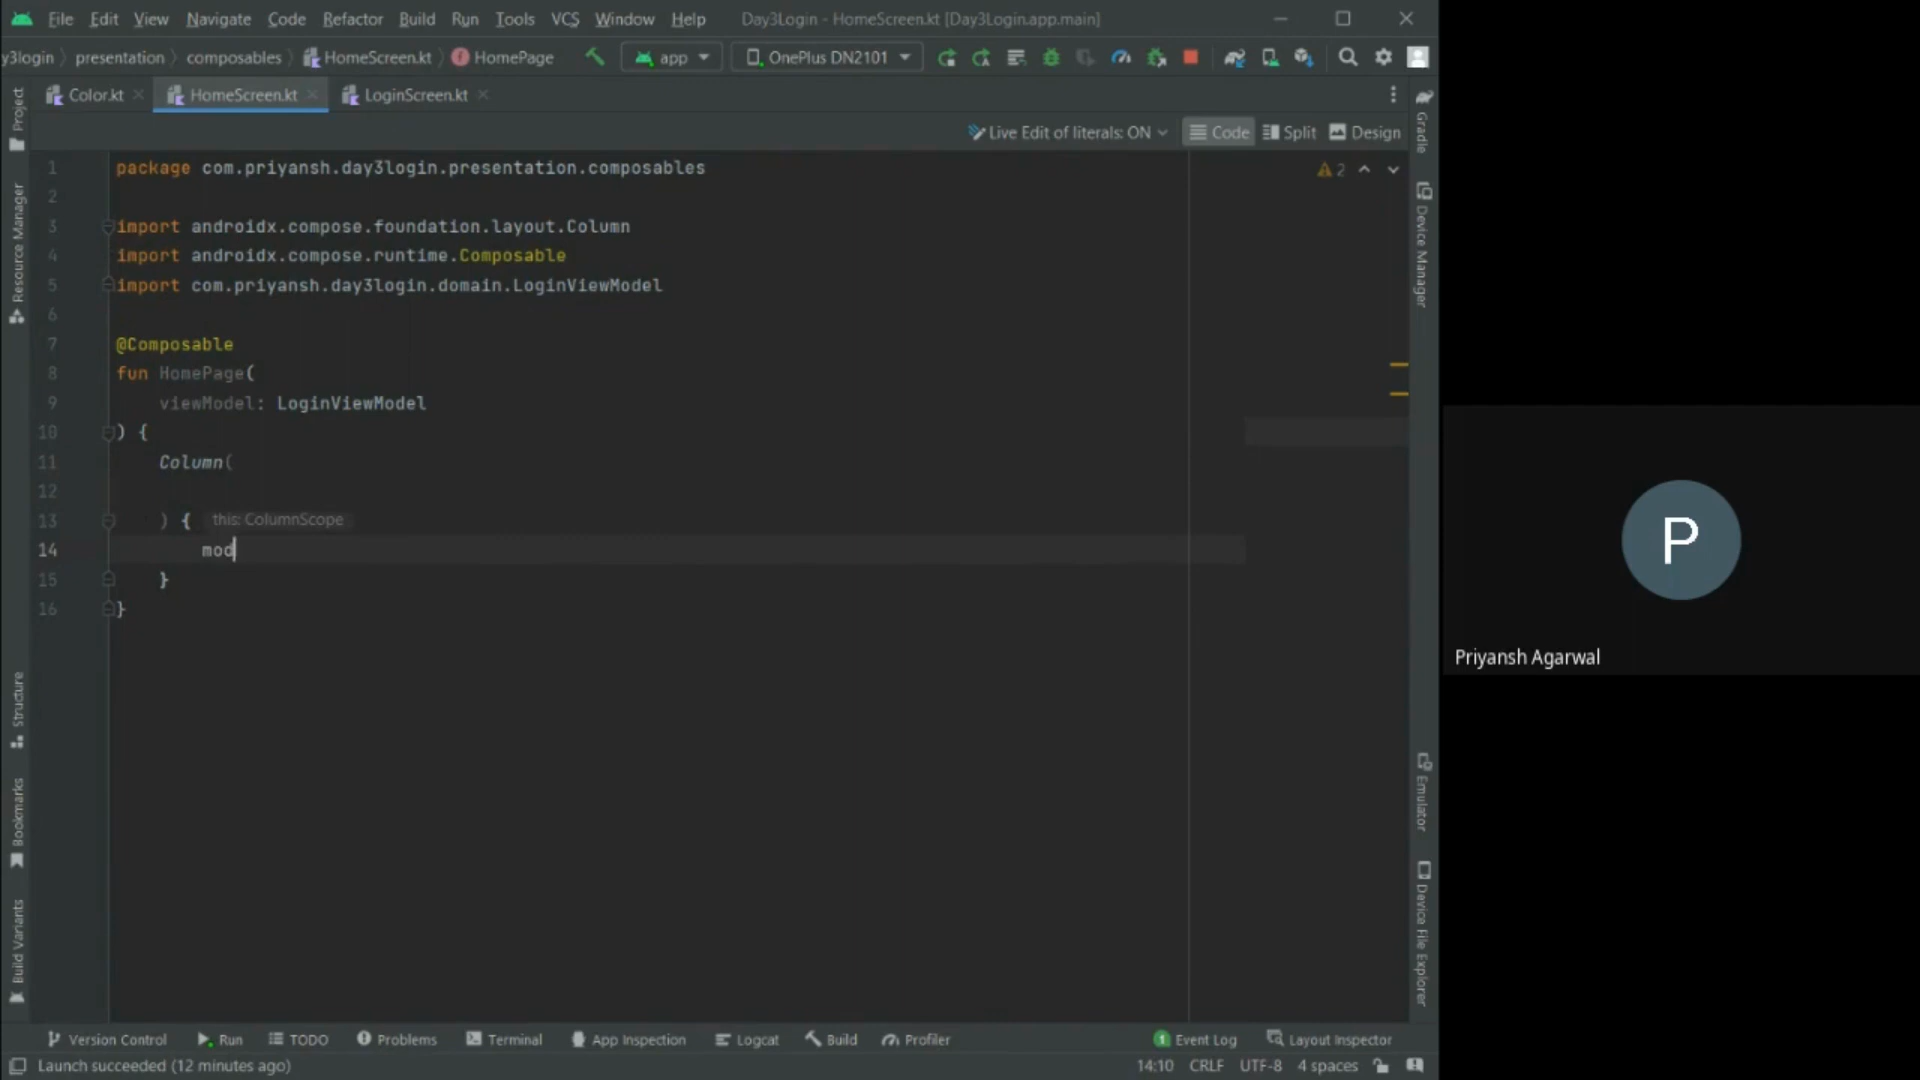 File Edit View Navigate Code Refactor Build Run Tools VCS Window Help Day3Login - HomeScreen.kt [Day3Login.app.main]
y3login presentation composables HomeScreen.kt HomePage app OnePlus DN2101
Color.kt HomeScreen.kt LoginScreen.kt
Live Edit of literals: ON Code Split Design
1 package com.priyansh.day3login.presentation.composables
2
3 import androidx.compose.foundation.layout.Column
4 import androidx.compose.runtime.Composable
5 import com.priyansh.day3login.domain.LoginViewModel
6
7 @Composable
8 fun HomePage(
9 viewModel: LoginViewModel
10 ) {
11 Column(
12
13 ) { this: ColumnScope
14 mod
15 }
16 }
2
Project
Resource Manager
Structure
Bookmarks
Build Variants
Gradle
Device Manager
Emulator
Device File Explorer
P
Priyansh Agarwal
Version Control Run TODO Problems Terminal App Inspection Logcat Build Profiler 1 Event Log Layout Inspector
Launch succeeded (12 minutes ago) 14:10 CRLF UTF-8 4 spaces